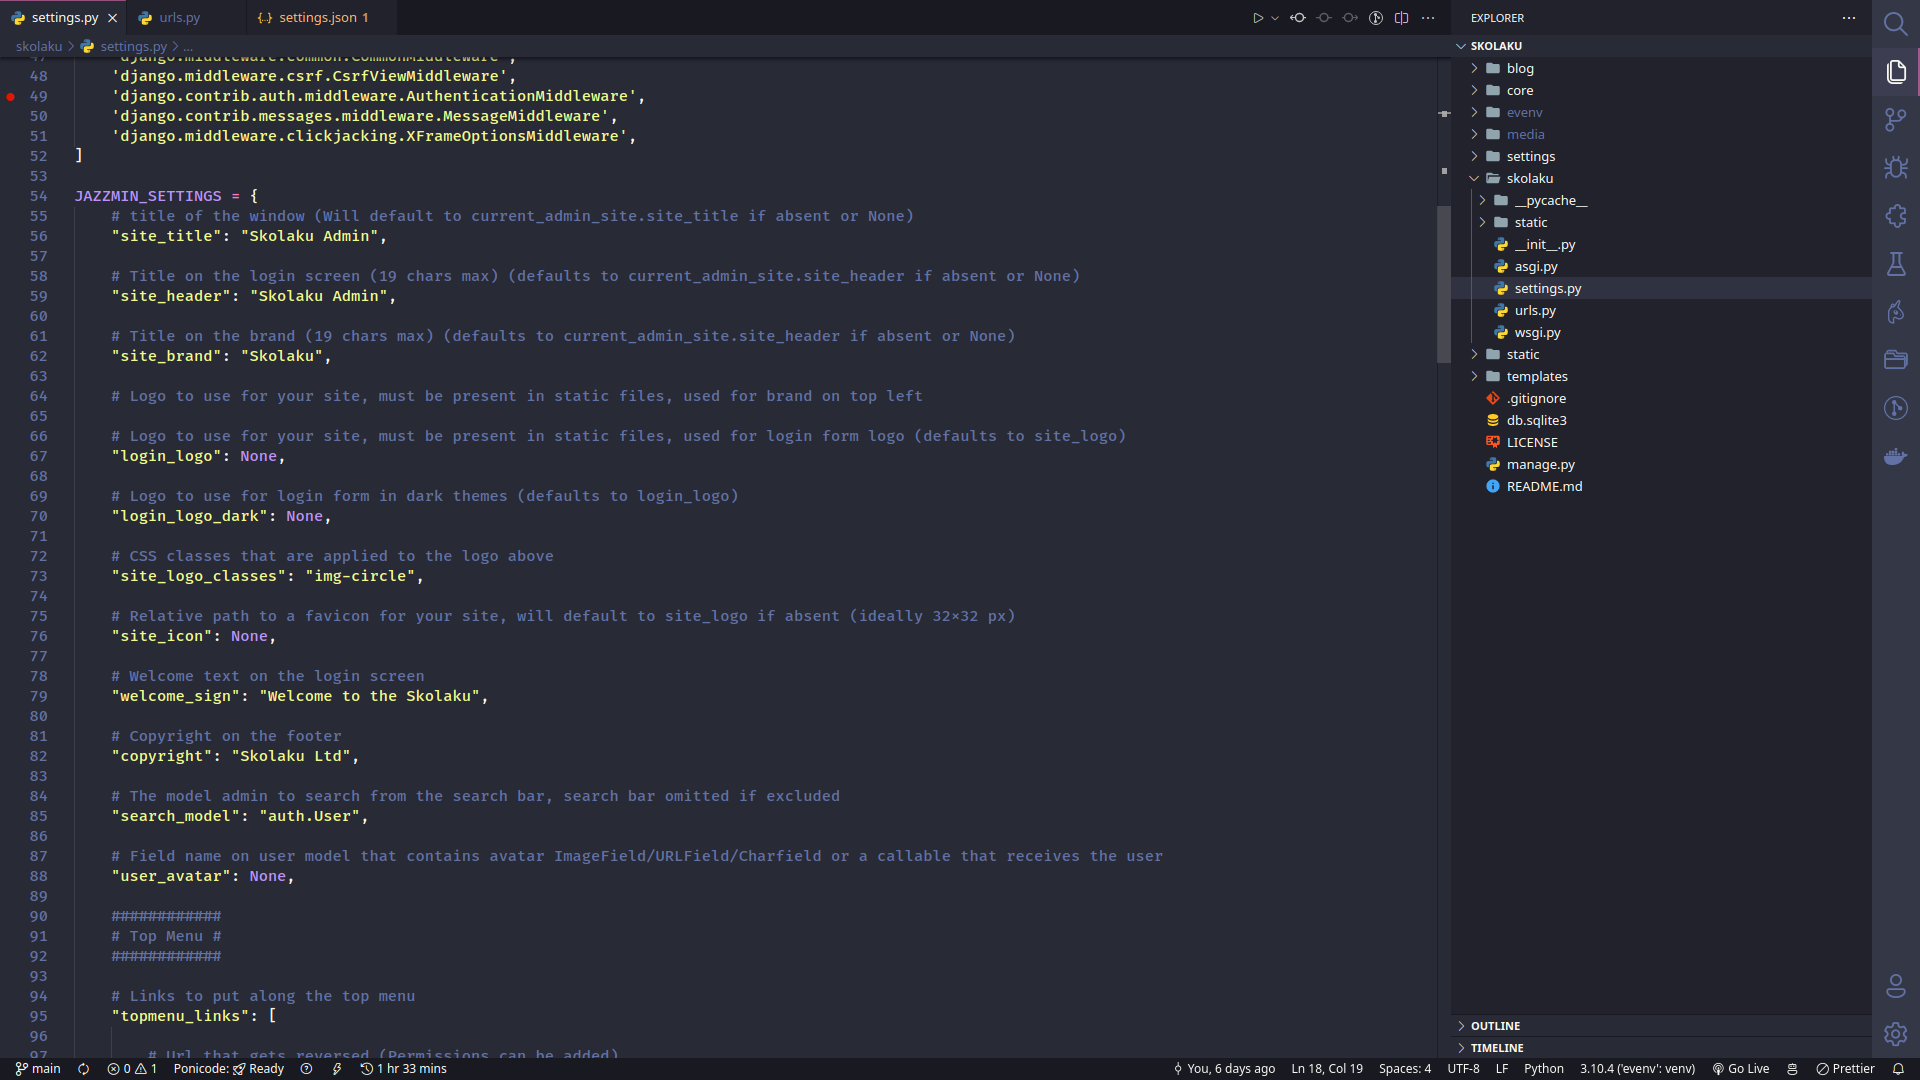 settings.py
urls.py
settings.json 1
skolaku > settings.py > ...
47 'django.middleware.common.CommonMiddleware',
48 'django.middleware.csrf.CsrfViewMiddleware',
49 'django.contrib.auth.middleware.AuthenticationMiddleware',
50 'django.contrib.messages.middleware.MessageMiddleware',
51 'django.middleware.clickjacking.XFrameOptionsMiddleware',
52 ]
53
54 JAZZMIN_SETTINGS = {
55 # title of the window (Will default to current_admin_site.site_title if absent or None)
56 "site_title": "Skolaku Admin",
57
58 # Title on the login screen (19 chars max) (defaults to current_admin_site.site_header if absent or None)
59 "site_header": "Skolaku Admin",
60
61 # Title on the brand (19 chars max) (defaults to current_admin_site.site_header if absent or None)
62 "site_brand": "Skolaku",
63
64 # Logo to use for your site, must be present in static files, used for brand on top left
65
66 # Logo to use for your site, must be present in static files, used for login form logo (defaults to site_logo)
67 "login_logo": None,
68
69 # Logo to use for login form in dark themes (defaults to login_logo)
70 "login_logo_dark": None,
71
72 # CSS classes that are applied to the logo above
73 "site_logo_classes": "img-circle",
74
75 # Relative path to a favicon for your site, will default to site_logo if absent (ideally 32×32 px)
76 "site_icon": None,
77
78 # Welcome text on the login screen
79 "welcome_sign": "Welcome to the Skolaku",
80
81 # Copyright on the footer
82 "copyright": "Skolaku Ltd",
83
84 # The model admin to search from the search bar, search bar omitted if excluded
85 "search_model": "auth.User",
86
87 # Field name on user model that contains avatar ImageField/URLField/Charfield or a callable that receives the user
88 "user_avatar": None,
89
90 ############
91 # Top Menu #
92 ############
93
94 # Links to put along the top menu
95 "topmenu_links": [
96
97 # Url that gets reversed (Permissions can be added)
EXPLORER
SKOLAKU
blog
core
evenv
media
settings
skolaku
__pycache__
static
__init__.py
asgi.py
settings.py
urls.py
wsgi.py
static
templates
.gitignore
db.sqlite3
LICENSE
manage.py
README.md
OUTLINE
TIMELINE
main
0 1
Ponicode: Ready
1 hr 33 mins
You, 6 days ago
Ln 18, Col 19
Spaces: 4
UTF-8
LF
Python
3.10.4 ('evenv': venv)
Go Live
Prettier